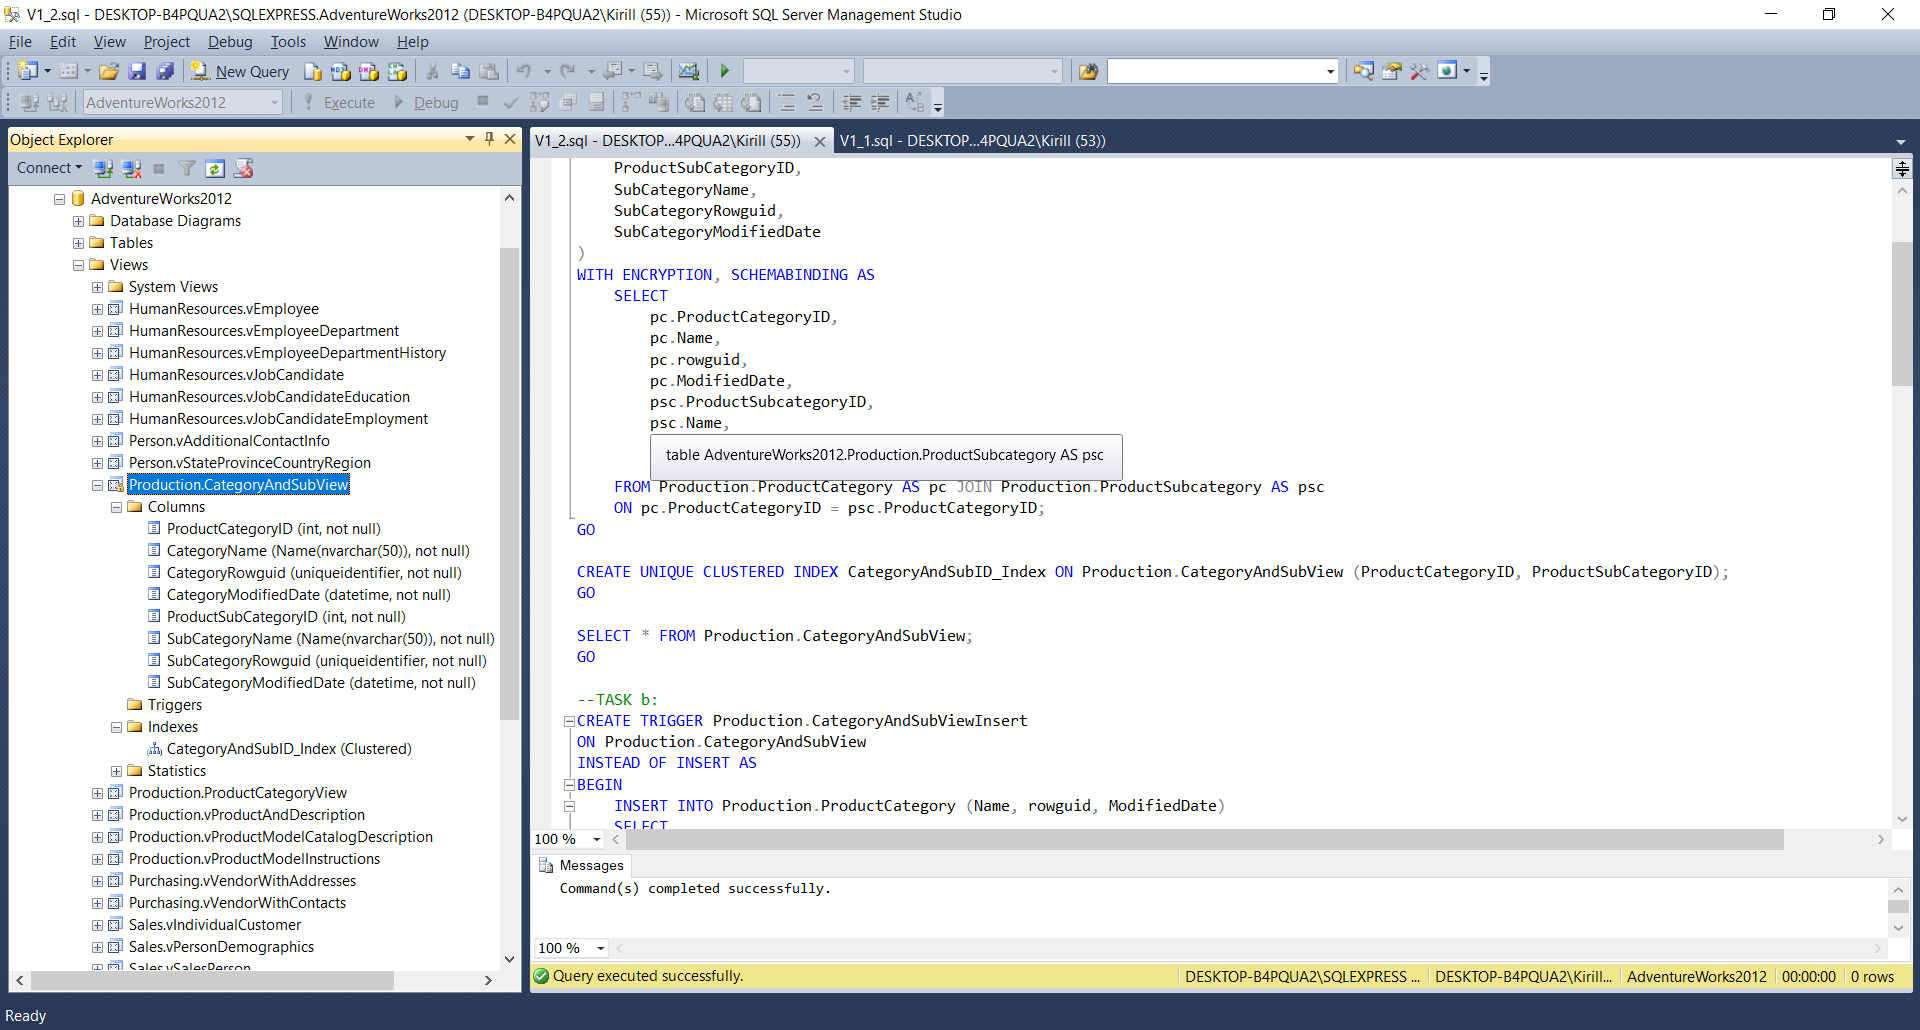 V1_2.sql - DESKTOP-B4PQUA2\SQLEXPRESS.AdventureWorks2012 (DESKTOP-B4PQUA2\Kirill (55)) - Microsoft SQL Server Management Studio
File Edit View Project Debug Tools Window Help
New Query
AdventureWorks2012 Execute Debug
Object Explorer
Connect
AdventureWorks2012
Database Diagrams
Tables
Views
System Views
HumanResources.vEmployee
HumanResources.vEmployeeDepartment
HumanResources.vEmployeeDepartmentHistory
HumanResources.vJobCandidate
HumanResources.vJobCandidateEducation
HumanResources.vJobCandidateEmployment
Person.vAdditionalContactInfo
Person.vStateProvinceCountryRegion
Production.CategoryAndSubView
Columns
ProductCategoryID (int, not null)
CategoryName (Name(nvarchar(50)), not null)
CategoryRowguid (uniqueidentifier, not null)
CategoryModifiedDate (datetime, not null)
ProductSubCategoryID (int, not null)
SubCategoryName (Name(nvarchar(50)), not null)
SubCategoryRowguid (uniqueidentifier, not null)
SubCategoryModifiedDate (datetime, not null)
Triggers
Indexes
CategoryAndSubID_Index (Clustered)
Statistics
Production.ProductCategoryView
Production.vProductAndDescription
Production.vProductModelCatalogDescription
Production.vProductModelInstructions
Purchasing.vVendorWithAddresses
Purchasing.vVendorWithContacts
Sales.vIndividualCustomer
Sales.vPersonDemographics
Sales.vSalesPerson
V1_2.sql - DESKTOP...4PQUA2\Kirill (55)) V1_1.sql - DESKTOP...4PQUA2\Kirill (53))
ProductSubCategoryID,
SubCategoryName,
SubCategoryRowguid,
SubCategoryModifiedDate
)
WITH ENCRYPTION, SCHEMABINDING AS
SELECT
pc.ProductCategoryID,
pc.Name,
pc.rowguid,
pc.ModifiedDate,
psc.ProductSubcategoryID,
psc.Name,
table AdventureWorks2012.Production.ProductSubcategory AS psc
FROM Production.ProductCategory AS pc JOIN Production.ProductSubcategory AS psc
ON pc.ProductCategoryID = psc.ProductCategoryID;
GO
CREATE UNIQUE CLUSTERED INDEX CategoryAndSubID_Index ON Production.CategoryAndSubView (ProductCategoryID, ProductSubCategoryID);
GO
SELECT * FROM Production.CategoryAndSubView;
GO
--TASK b:
CREATE TRIGGER Production.CategoryAndSubViewInsert
ON Production.CategoryAndSubView
INSTEAD OF INSERT AS
BEGIN
INSERT INTO Production.ProductCategory (Name, rowguid, ModifiedDate)
SELECT
100 %
Messages
Command(s) completed successfully.
100 %
Query executed successfully. DESKTOP-B4PQUA2\SQLEXPRESS ... DESKTOP-B4PQUA2\Kirill... AdventureWorks2012 00:00:00 0 rows
Ready